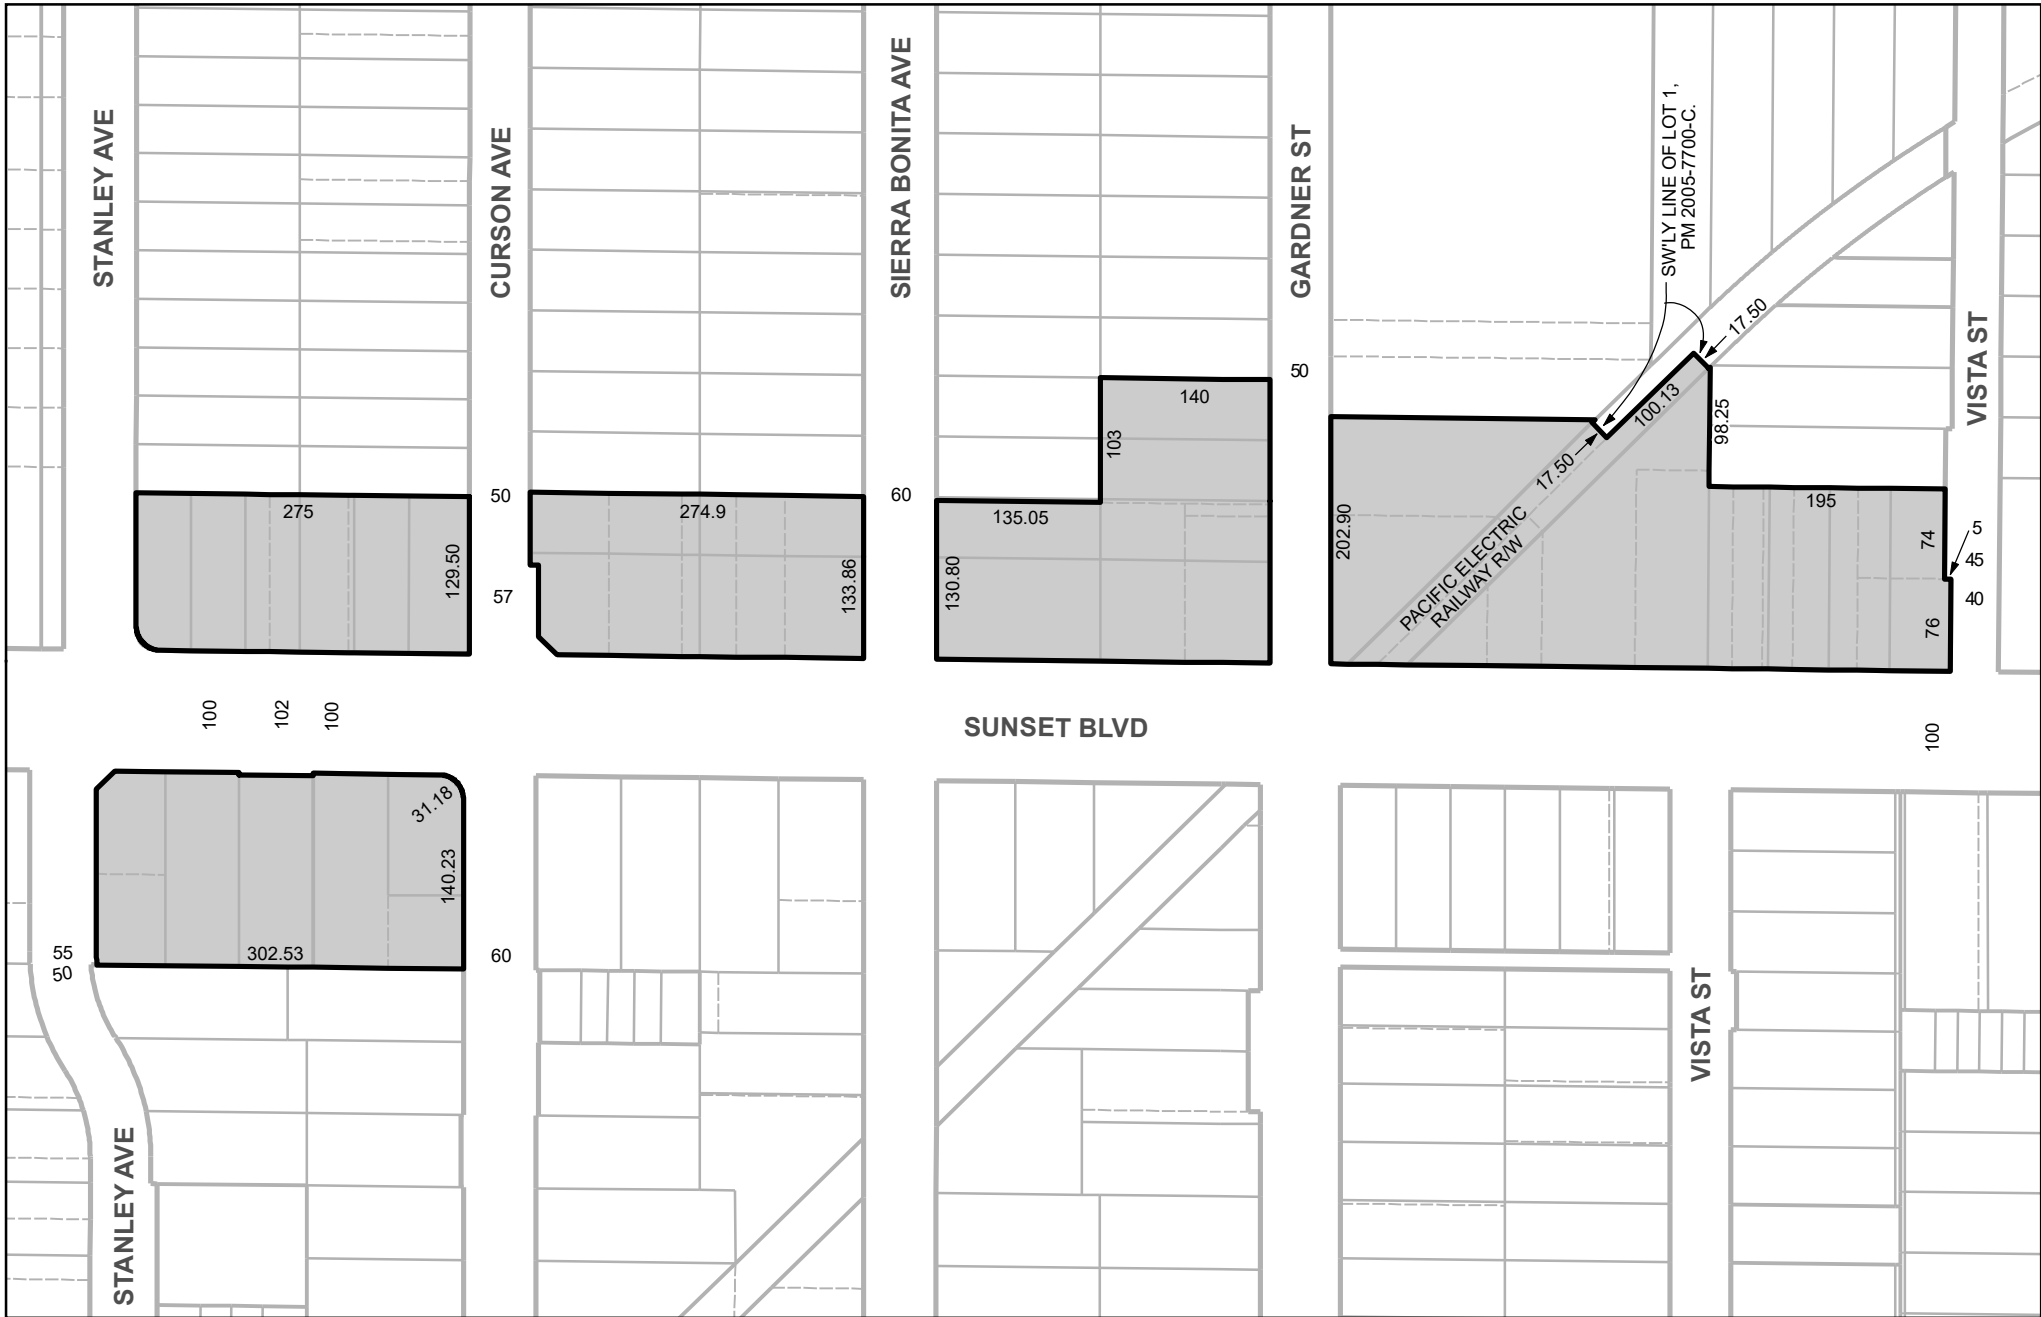 STANLEY AVE
CURSON AVE
SIERRA BONITA AVE
GARDNER ST
SW'LY LINE OF LOT 1,
PM 2005-7700-C.
VISTA ST
17.50
100.13
98.25
17.50
50
140
103
275
129.50
50
57
274.9
133.86
60
135.05
130.80
202.90
PACIFIC ELECTRIC
RAILWAY R/W
195
74
5
45
40
76
100
102
100
SUNSET BLVD
100
31.18
140.23
302.53
55
50
60
STANLEY AVE
VISTA ST